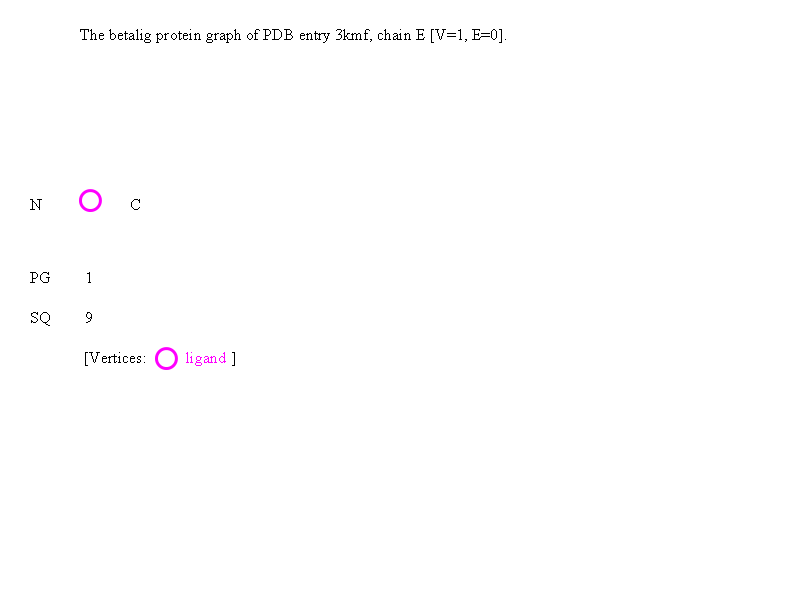 The betalig protein graph of PDB entry 3kmf, chain E [V=1, E=0].
N C
PG 1
SQ 9
[Vertices: ligand ]